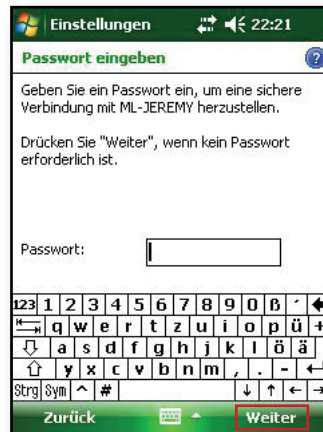 Einstellungen 22:21
Passwort eingeben ?
Geben Sie ein Passwort ein, um eine sichere
Verbindung mit ML-JEREMY herzustellen.
Drücken Sie "Weiter", wenn kein Passwort
erforderlich ist.
Passwort:
123 1 2 3 4 5 6 7 8 9 0 ß ´
q w e r t z u i o p ü +
a s d f g h j k l ö ä
y x c v b n m , . -
Strg Sym ^ # ↓ ↑ ← →
Zurück Weiter